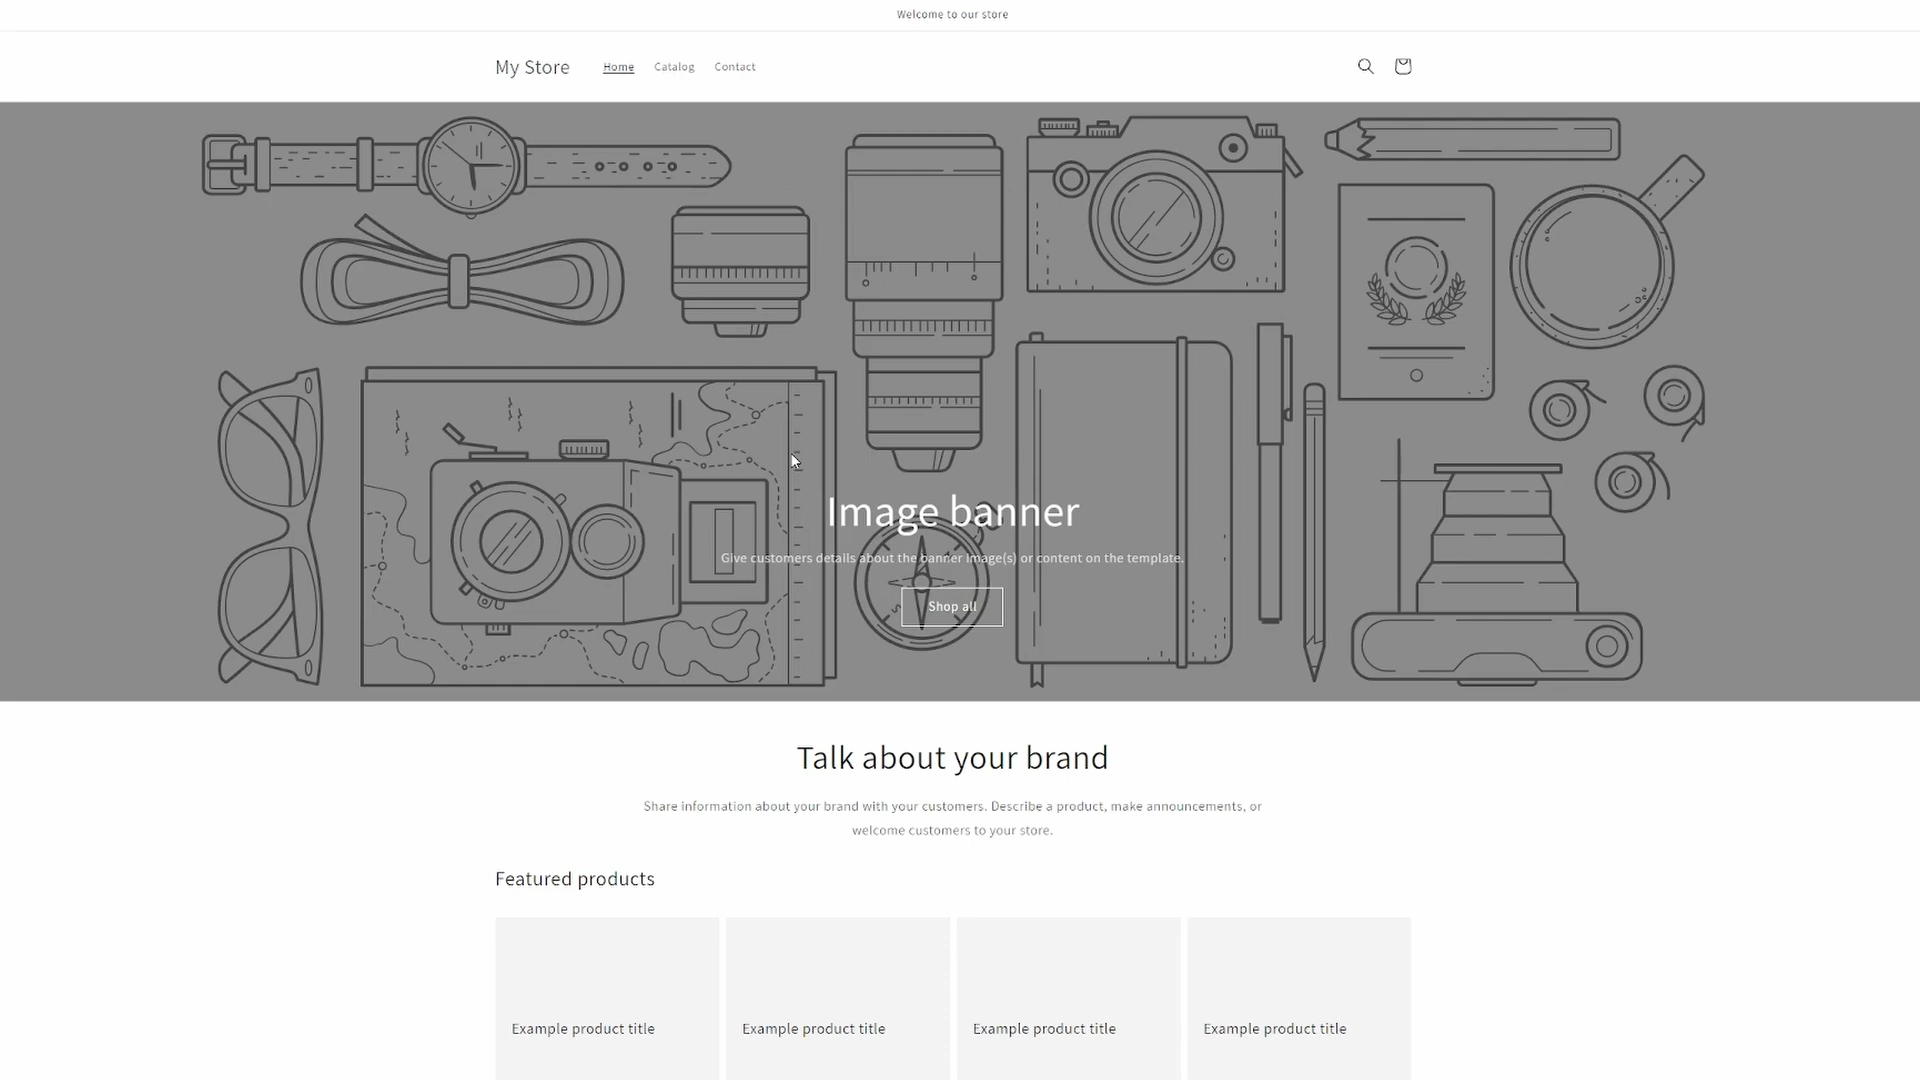 Welcome to our store
My Store
Home
Catalog
Contact
Image banner
Give customers details about the banner image(s) or content on the template.
Shop all
Talk about your brand
Share information about your brand with your customers. Describe a product, make announcements, or
welcome customers to your store.
Featured products
Example product title
Example product title
Example product title
Example product title